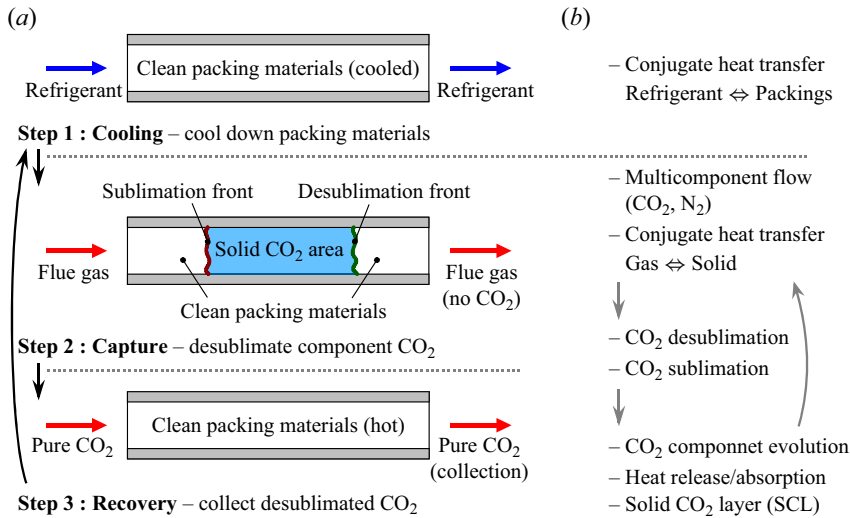 (a)
Clean packing materials (cooled)
Refrigerant
Refrigerant
Step 1 : Cooling – cool down packing materials
Sublimation front
Desublimation front
Solid CO₂ area
Flue gas
Flue gas
(no CO₂)
Clean packing materials
Step 2 : Capture – desublimate component CO₂
Clean packing materials (hot)
Pure CO₂
Pure CO₂
(collection)
Step 3 : Recovery – collect desublimated CO₂
(b)
– Conjugate heat transfer
Refrigerant ⇔ Packings
– Multicomponent flow
(CO₂, N₂)
– Conjugate heat transfer
Gas ⇔ Solid
– CO₂ desublimation
– CO₂ sublimation
– CO₂ componnet evolution
– Heat release/absorption
– Solid CO₂ layer (SCL)